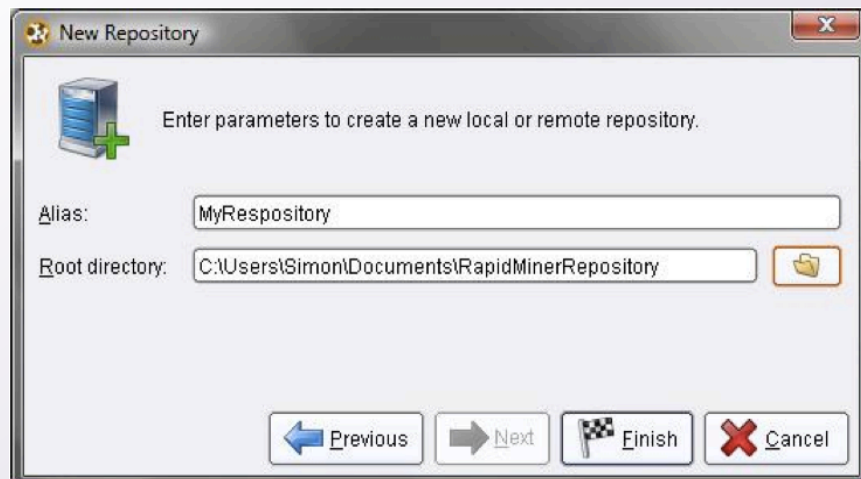 New Repository
Enter parameters to create a new local or remote repository.
Alias: MyRespository
Root directory: C:\Users\Simon\Documents\RapidMinerRepository
Previous Next Finish Cancel